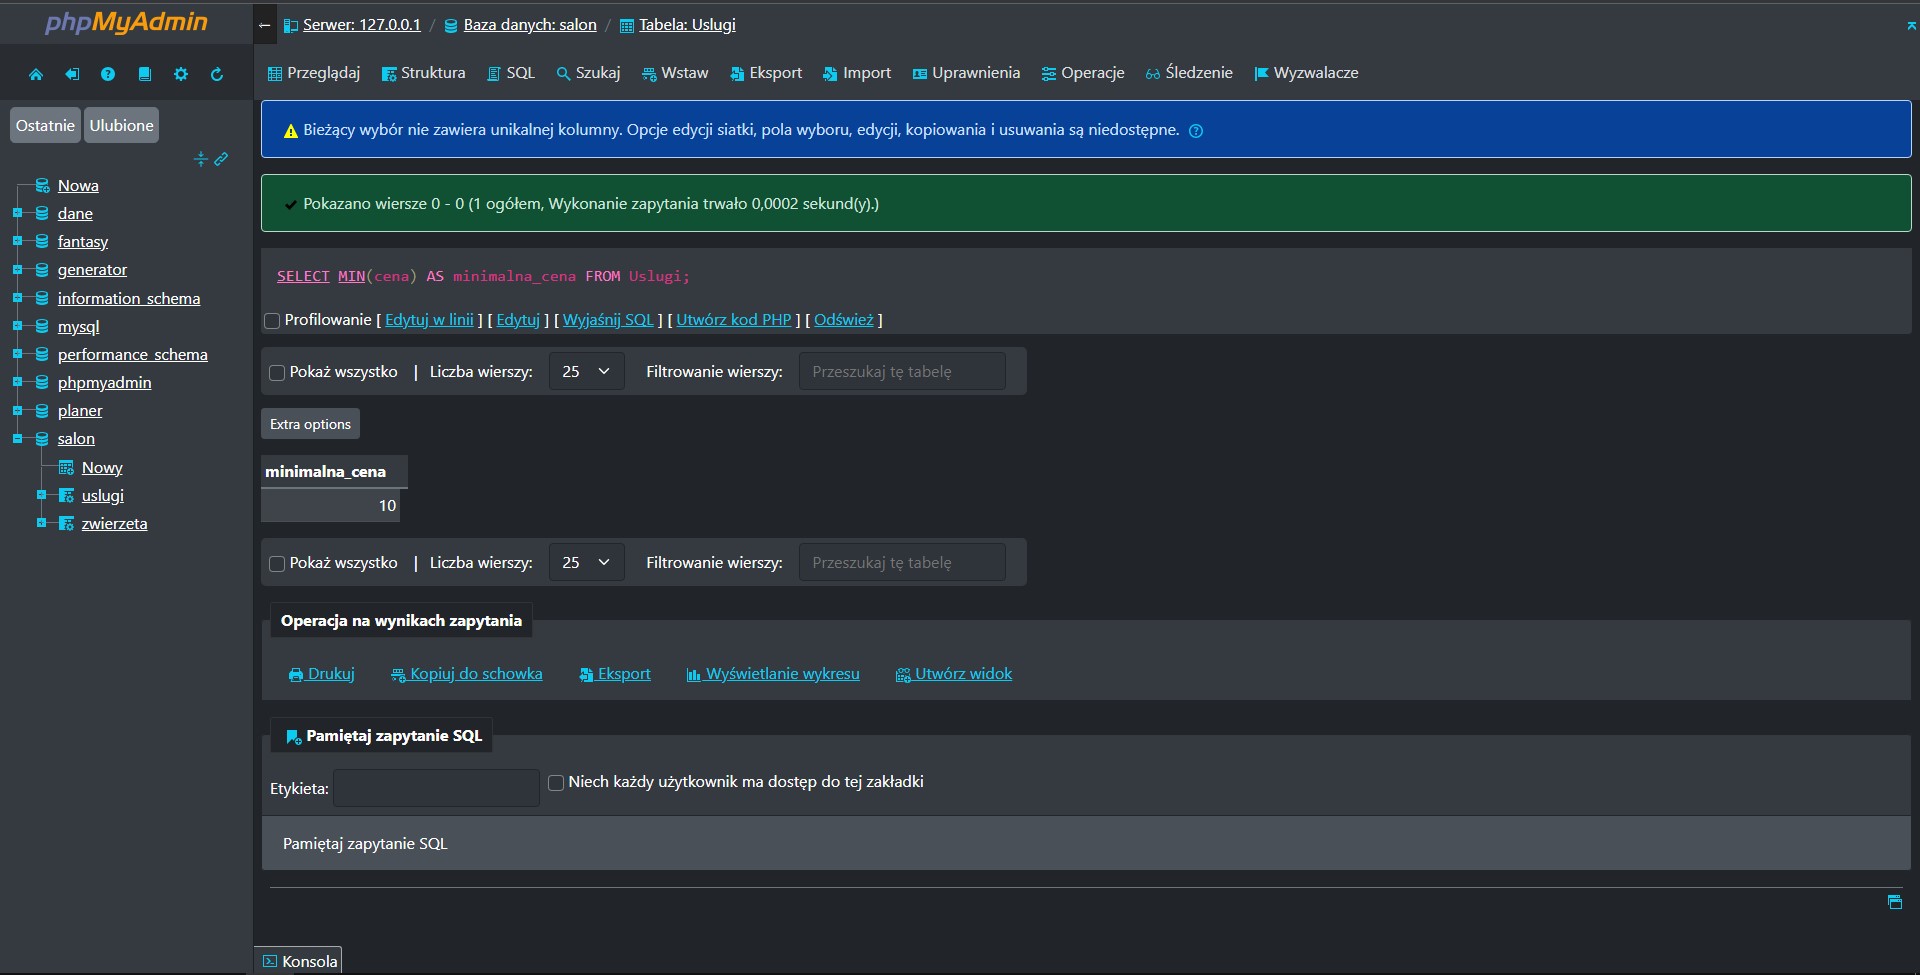 phpMyAdmin
Ostatnie Ulubione
Nowa
dane
fantasy
generator
information_schema
mysql
performance_schema
phpmyadmin
planer
salon
Nowy
uslugi
zwierzeta
Serwer: 127.0.0.1 / Baza danych: salon / Tabela: Uslugi
Przeglądaj Struktura SQL Szukaj Wstaw Eksport Import Uprawnienia Operacje Śledzenie Wyzwalacze
Bieżący wybór nie zawiera unikalnej kolumny. Opcje edycji siatki, pola wyboru, edycji, kopiowania i usuwania są niedostępne.
Pokazano wiersze 0 - 0 (1 ogółem, Wykonanie zapytania trwało 0,0002 sekund(y).)
SELECT MIN(cena) AS minimalna_cena FROM Uslugi;
Profilowanie [ Edytuj w linii ] [ Edytuj ] [ Wyjaśnij SQL ] [ Utwórz kod PHP ] [ Odśwież ]
Pokaż wszystko | Liczba wierszy: 25 Filtrowanie wierszy: Przeszukaj tę tabelę
Extra options
minimalna_cena
10
Pokaż wszystko | Liczba wierszy: 25 Filtrowanie wierszy: Przeszukaj tę tabelę
Operacja na wynikach zapytania
Drukuj Kopiuj do schowka Eksport Wyświetlanie wykresu Utwórz widok
Pamiętaj zapytanie SQL
Etykieta: Niech każdy użytkownik ma dostęp do tej zakładki
Pamiętaj zapytanie SQL
Konsola